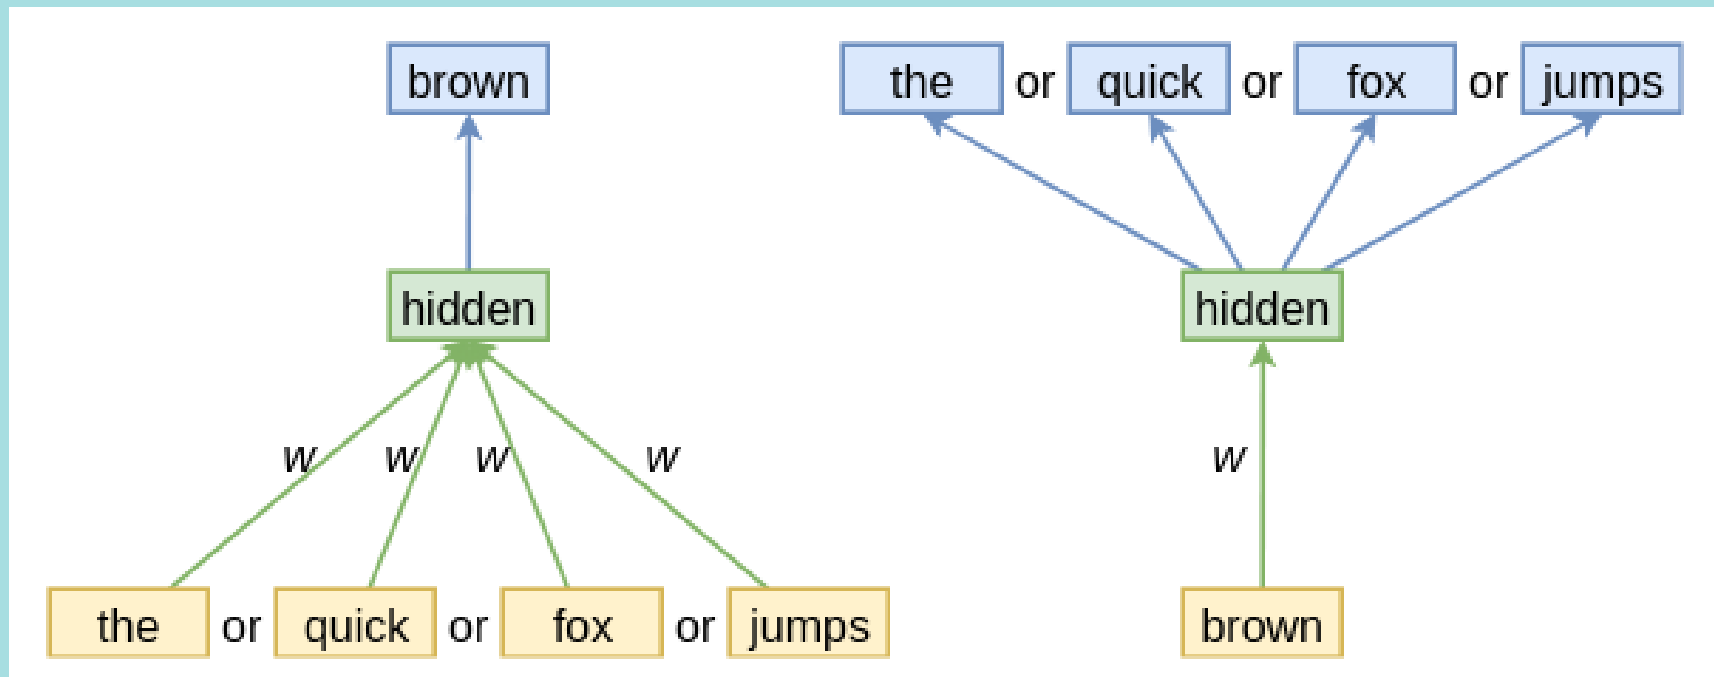 brown the or quick or fox or jumps
hidden hidden
w w w w w
the or quick or fox or jumps brown